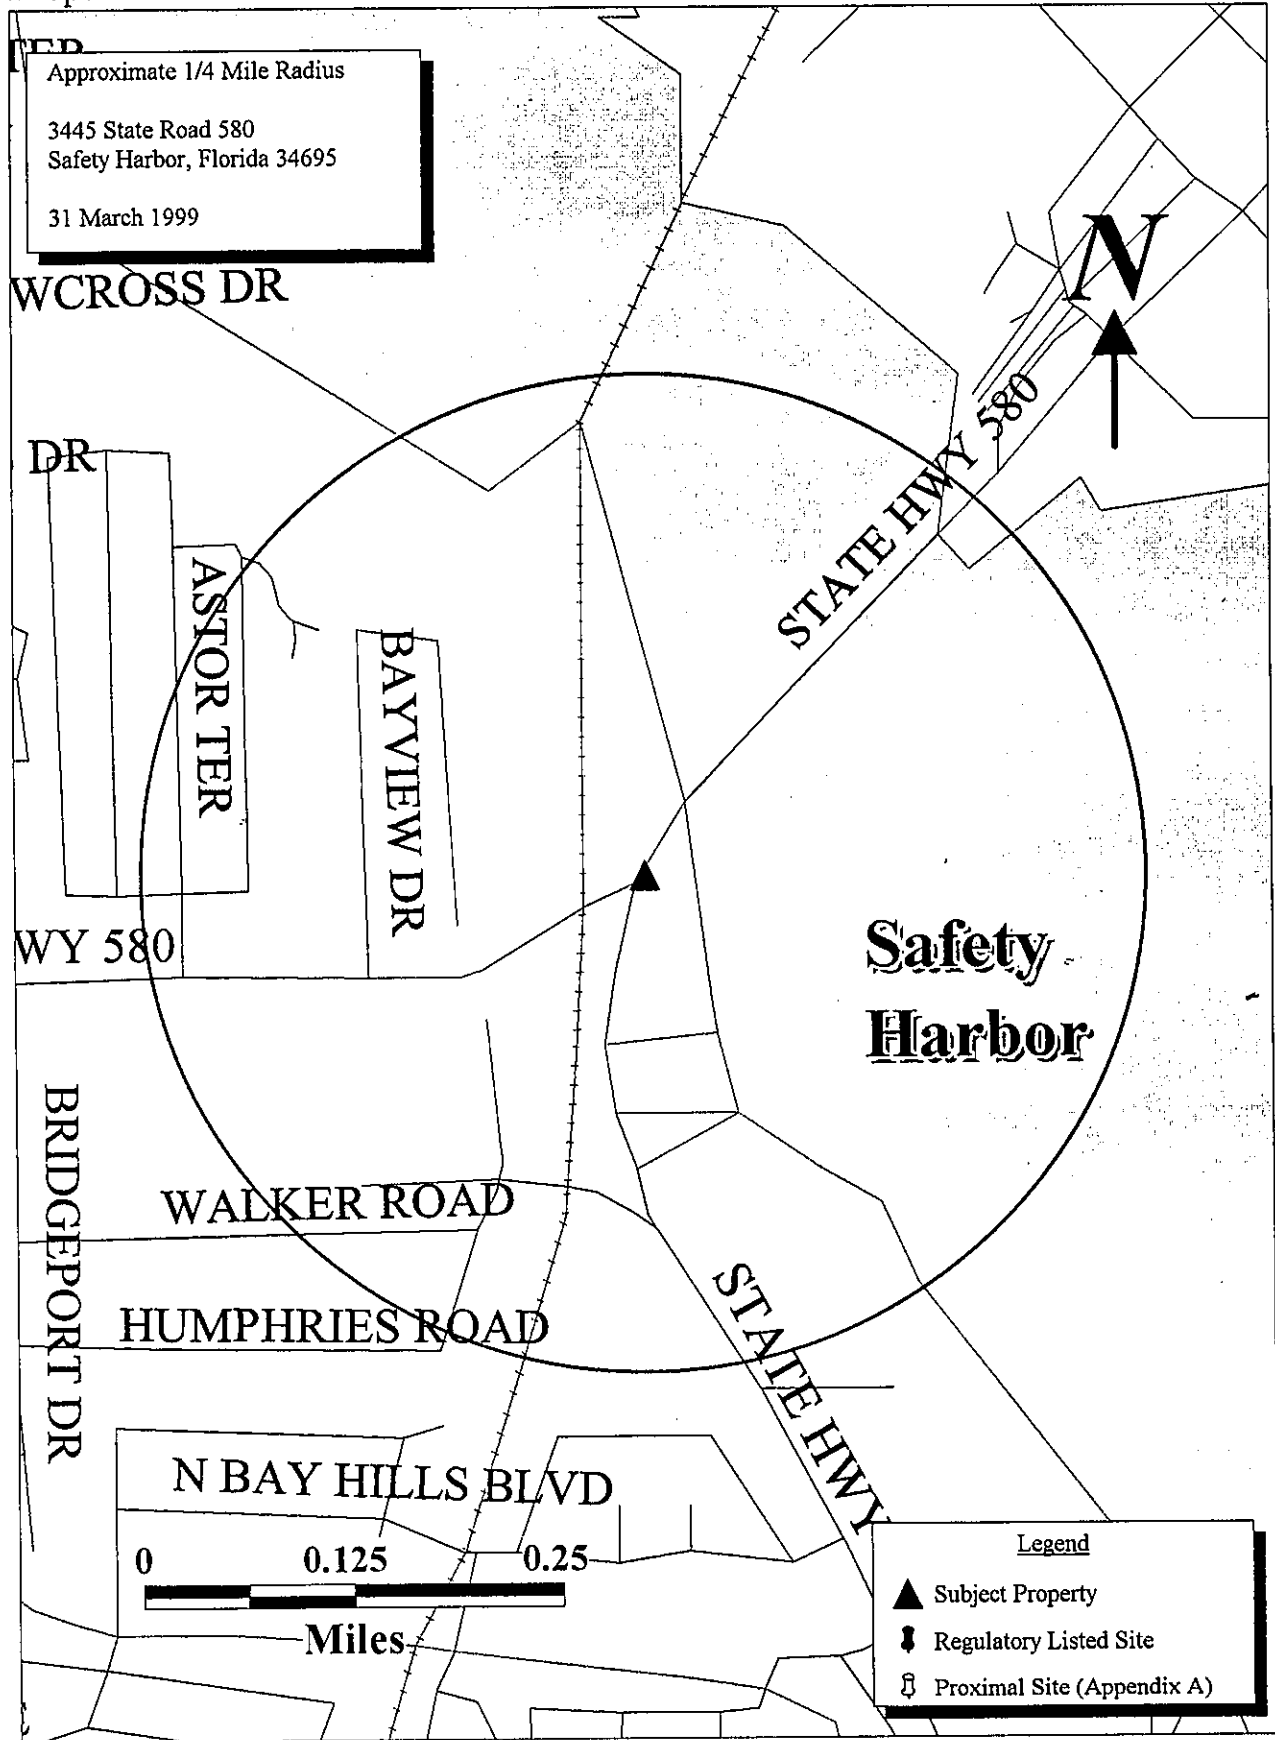 TER
Approximate 1/4 Mile Radius
3445 State Road 580
Safety Harbor, Florida 34695
31 March 1999
WCROSS DR
N
DR
STATE HWY 580
ASTOR TER
BAYVIEW DR
WY 580
Safety
Harbor
BRIDGEPORT DR
WALKER ROAD
HUMPHRIES ROAD
STATE HWY
N BAY HILLS BLVD
0 0.125 0.25
Miles
Legend
Subject Property
Regulatory Listed Site
Proximal Site (Appendix A)